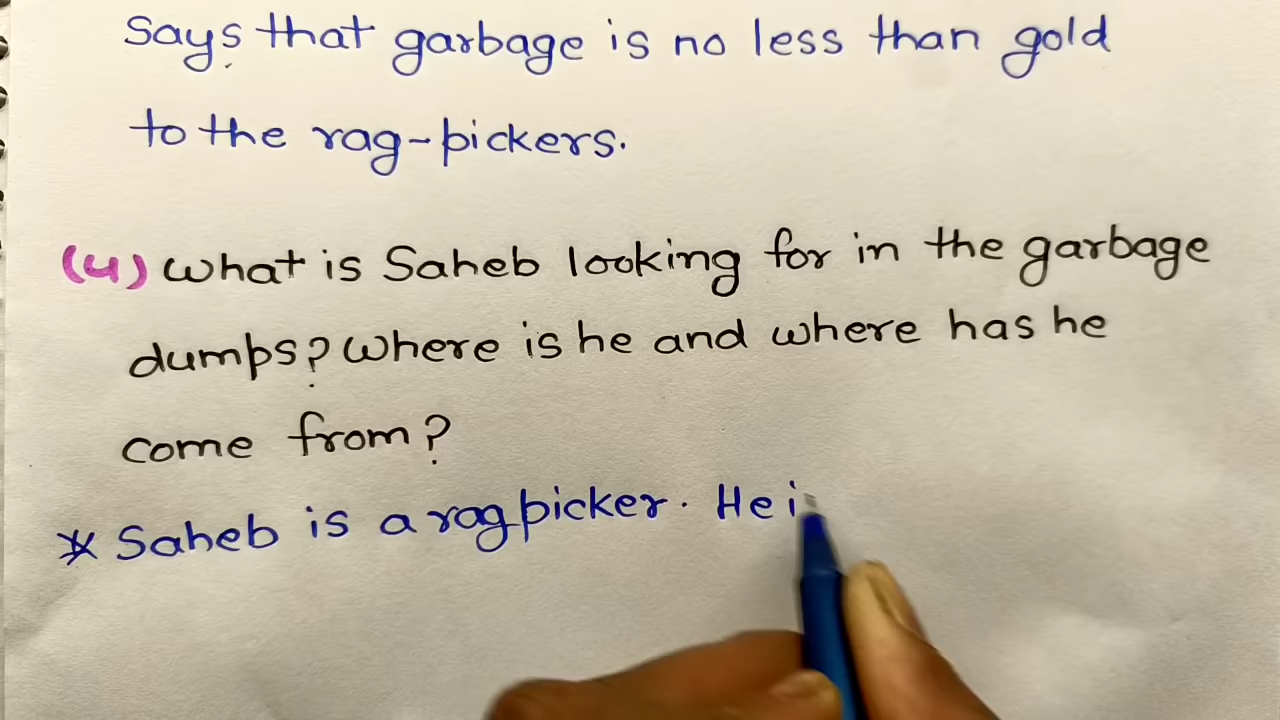 Says that garbage is no less than gold
to the rag-pickers.
(4) What is Saheb looking for in the garbage
dumps? Where is he and where has he
come from?
* Saheb is a ragpicker. He i